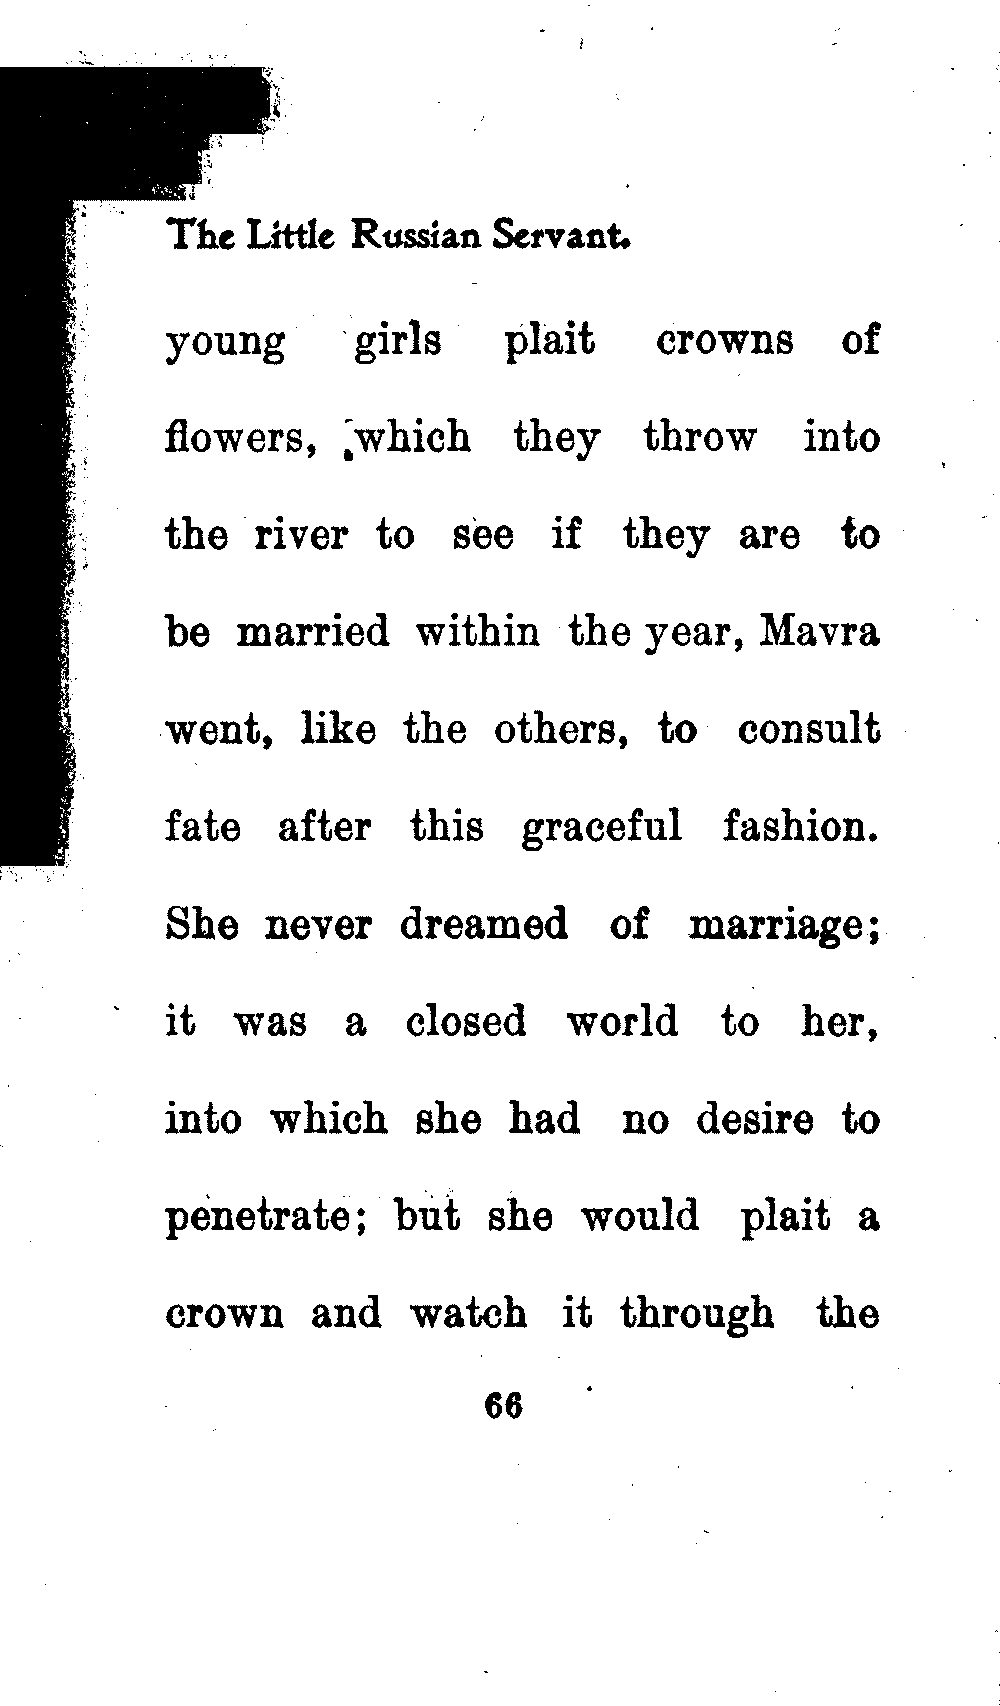 The Little Russian Servant.
young girls plait crowns of
flowers, which they throw into
the river to see if they are to
be married within the year, Mavra
went, like the others, to consult
fate after this graceful fashion.
She never dreamed of marriage;
it was a closed world to her,
into which she had no desire to
penetrate; but she would plait a
crown and watch it through the
66